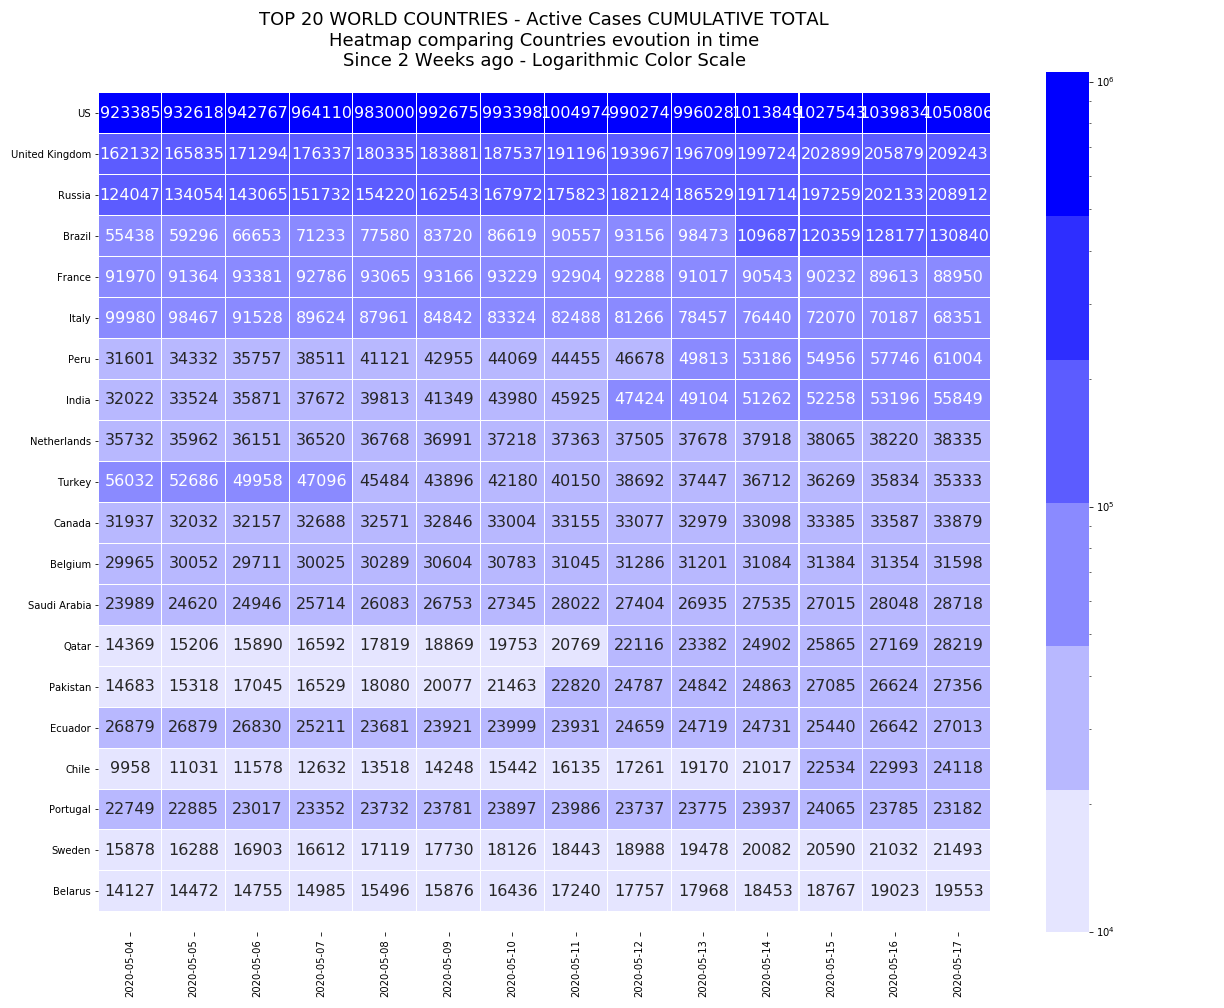 TOP 20 WORLD COUNTRIES - Active Cases CUMULATIVE TOTAL
Heatmap comparing Countries evoution in time
Since 2 Weeks ago - Logarithmic Color Scale
US 923385 932618 942767 964110 983000 992675 993398 1004974 990274 996028 1013849 1027543 1039834 1050806
United Kingdom 162132 165835 171294 176337 180335 183881 187537 191196 193967 196709 199724 202899 205879 209243
Russia 124047 134054 143065 151732 154220 162543 167972 175823 182124 186529 191714 197259 202133 208912
Brazil 55438 59296 66653 71233 77580 83720 86619 90557 93156 98473 109687 120359 128177 130840
France 91970 91364 93381 92786 93065 93166 93229 92904 92288 91017 90543 90232 89613 88950
Italy 99980 98467 91528 89624 87961 84842 83324 82488 81266 78457 76440 72070 70187 68351
Peru 31601 34332 35757 38511 41121 42955 44069 44455 46678 49813 53186 54956 57746 61004
India 32022 33524 35871 37672 39813 41349 43980 45925 47424 49104 51262 52258 53196 55849
Netherlands 35732 35962 36151 36520 36768 36991 37218 37363 37505 37678 37918 38065 38220 38335
Turkey 56032 52686 49958 47096 45484 43896 42180 40150 38692 37447 36712 36269 35834 35333
Canada 31937 32032 32157 32688 32571 32846 33004 33155 33077 32979 33098 33385 33587 33879
Belgium 29965 30052 29711 30025 30289 30604 30783 31045 31286 31201 31084 31384 31354 31598
Saudi Arabia 23989 24620 24946 25714 26083 26753 27345 28022 27404 26935 27535 27015 28048 28718
Qatar 14369 15206 15890 16592 17819 18869 19753 20769 22116 23382 24902 25865 27169 28219
Pakistan 14683 15318 17045 16529 18080 20077 21463 22820 24787 24842 24863 27085 26624 27356
Ecuador 26879 26879 26830 25211 23681 23921 23999 23931 24659 24719 24731 25440 26642 27013
Chile 9958 11031 11578 12632 13518 14248 15442 16135 17261 19170 21017 22534 22993 24118
Portugal 22749 22885 23017 23352 23732 23781 23897 23986 23737 23775 23937 24065 23785 23182
Sweden 15878 16288 16903 16612 17119 17730 18126 18443 18988 19478 20082 20590 21032 21493
Belarus 14127 14472 14755 14985 15496 15876 16436 17240 17757 17968 18453 18767 19023 19553
2020-05-04 2020-05-05 2020-05-06 2020-05-07 2020-05-08 2020-05-09 2020-05-10 2020-05-11 2020-05-12 2020-05-13 2020-05-14 2020-05-15 2020-05-16 2020-05-17
10⁶
10⁵
10⁴